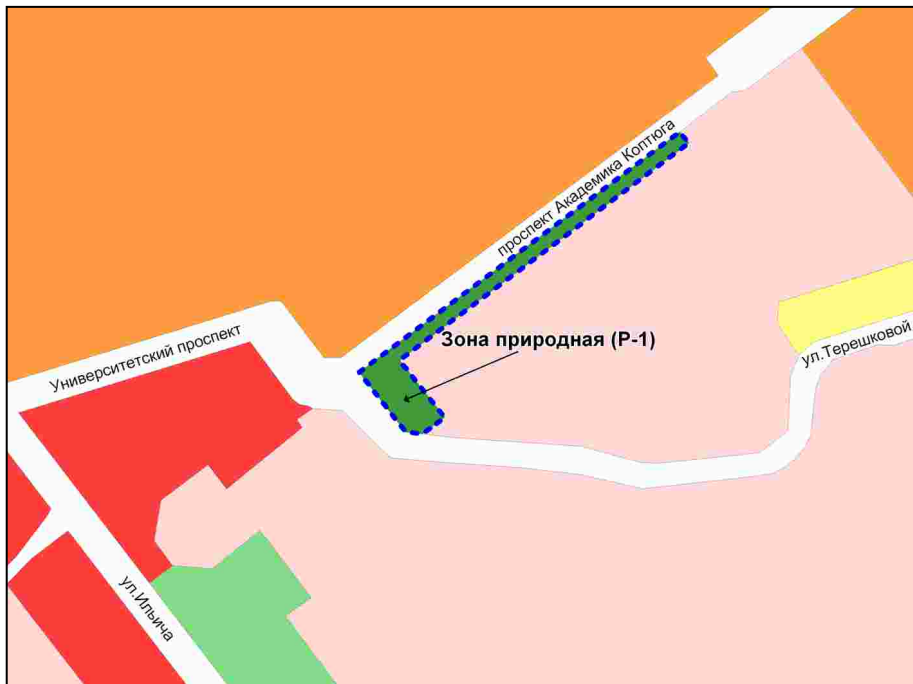 проспект Академика Коптюга
Университетский проспект
Зона природная (Р-1)
ул.Терешковой
ул.Ильича